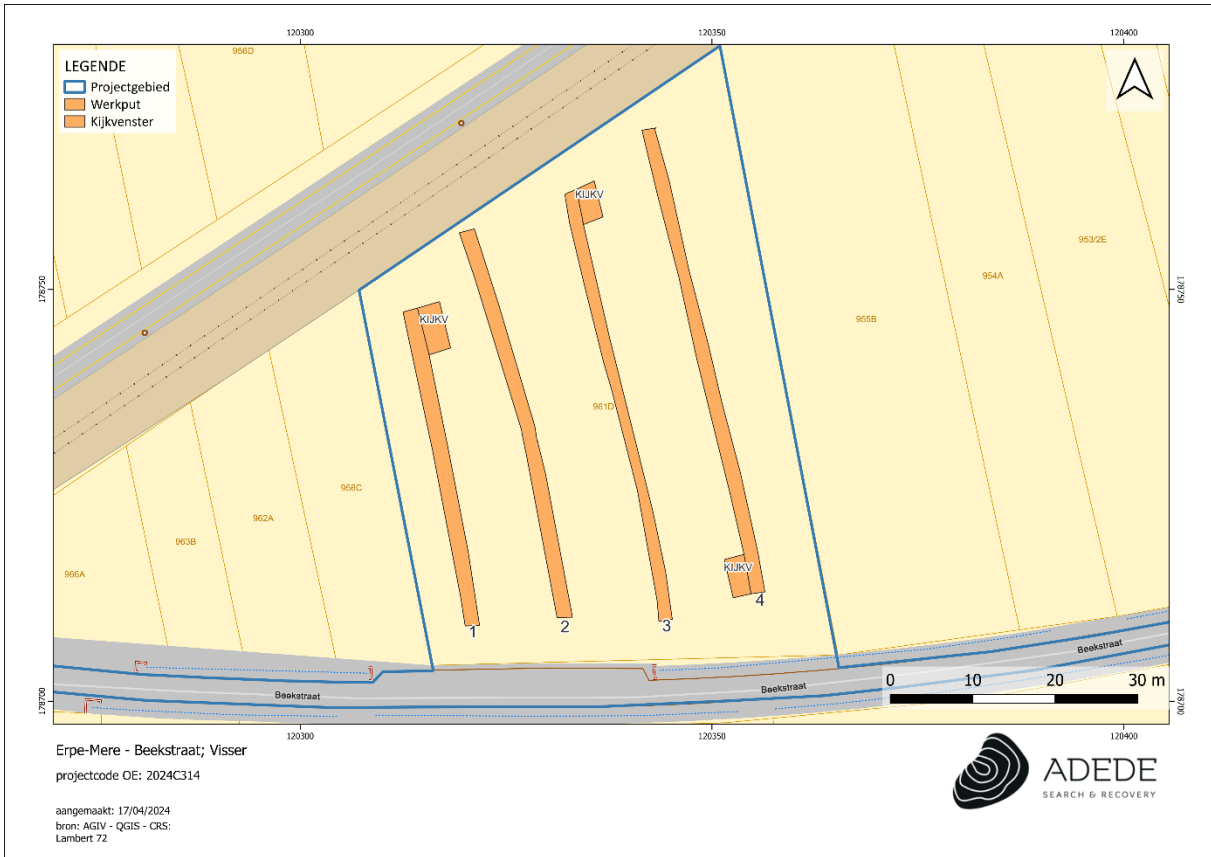 120300
120350
120400
LEGENDE
Projectgebied
Werkput
Kijkvenster
956D
KIJKV
953/2E
954A
178750
178750
955B
KIJKV
961D
956C
962A
963B
966A
KIJKV
1
2
3
4
Beekstraat
Beekstraat
Beekstraat
0 10 20 30 m
178700
178700
120300
120350
120400
Erpe-Mere - Beekstraat; Visser
projectcode OE: 2024C314
aangemaakt: 17/04/2024
bron: AGIV - QGIS - CRS:
Lambert 72
ADEDE
SEARCH & RECOVERY